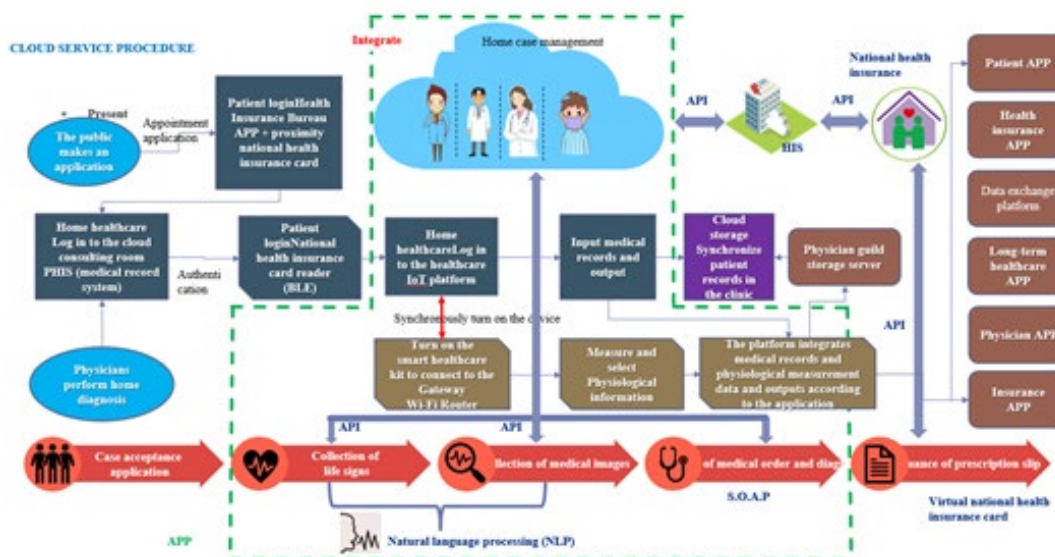 CLOUD SERVICE PROCEDURE
Integrate
Home case management
National health
insurance
Patient APP
Present
The public
makes an
application
Appointment
application
Patient loginHealth
Insurance Bureau
APP + proximity
national health
insurance card
API
HIS
API
Health
insurance
APP
Data exchange
platform
Home healthcare
Log in to the cloud
consulting room
PHIS (medical record
system)
Authenti
cation
Patient
loginNational
health insurance
card reader
(BLE)
Home
healthcareLog in
to the healthcare
IoT platform
Input medical
records and
output
Cloud
storage
Synchronize
patient
records in
the clinic
Physician guild
storage server
Long-term
healthcare APP
Synchronously turn on the device
API
Physician APP
Physicians
perform home
diagnosis
Turn on the
smart healthcare
kit to connect to the
Gateway
Wi-Fi Router
Measure and
select
Physiological
information
The platform integrates
medical records and
physiological measurement
data and outputs according
to the application
Insurance
APP
API
API
Case acceptance
application
Collection of
life signs
llection of medical images
of medical order and diag
uance of prescription slip
S.O.A.P
Virtual national health
insurance card
APP
Natural language processing (NLP)